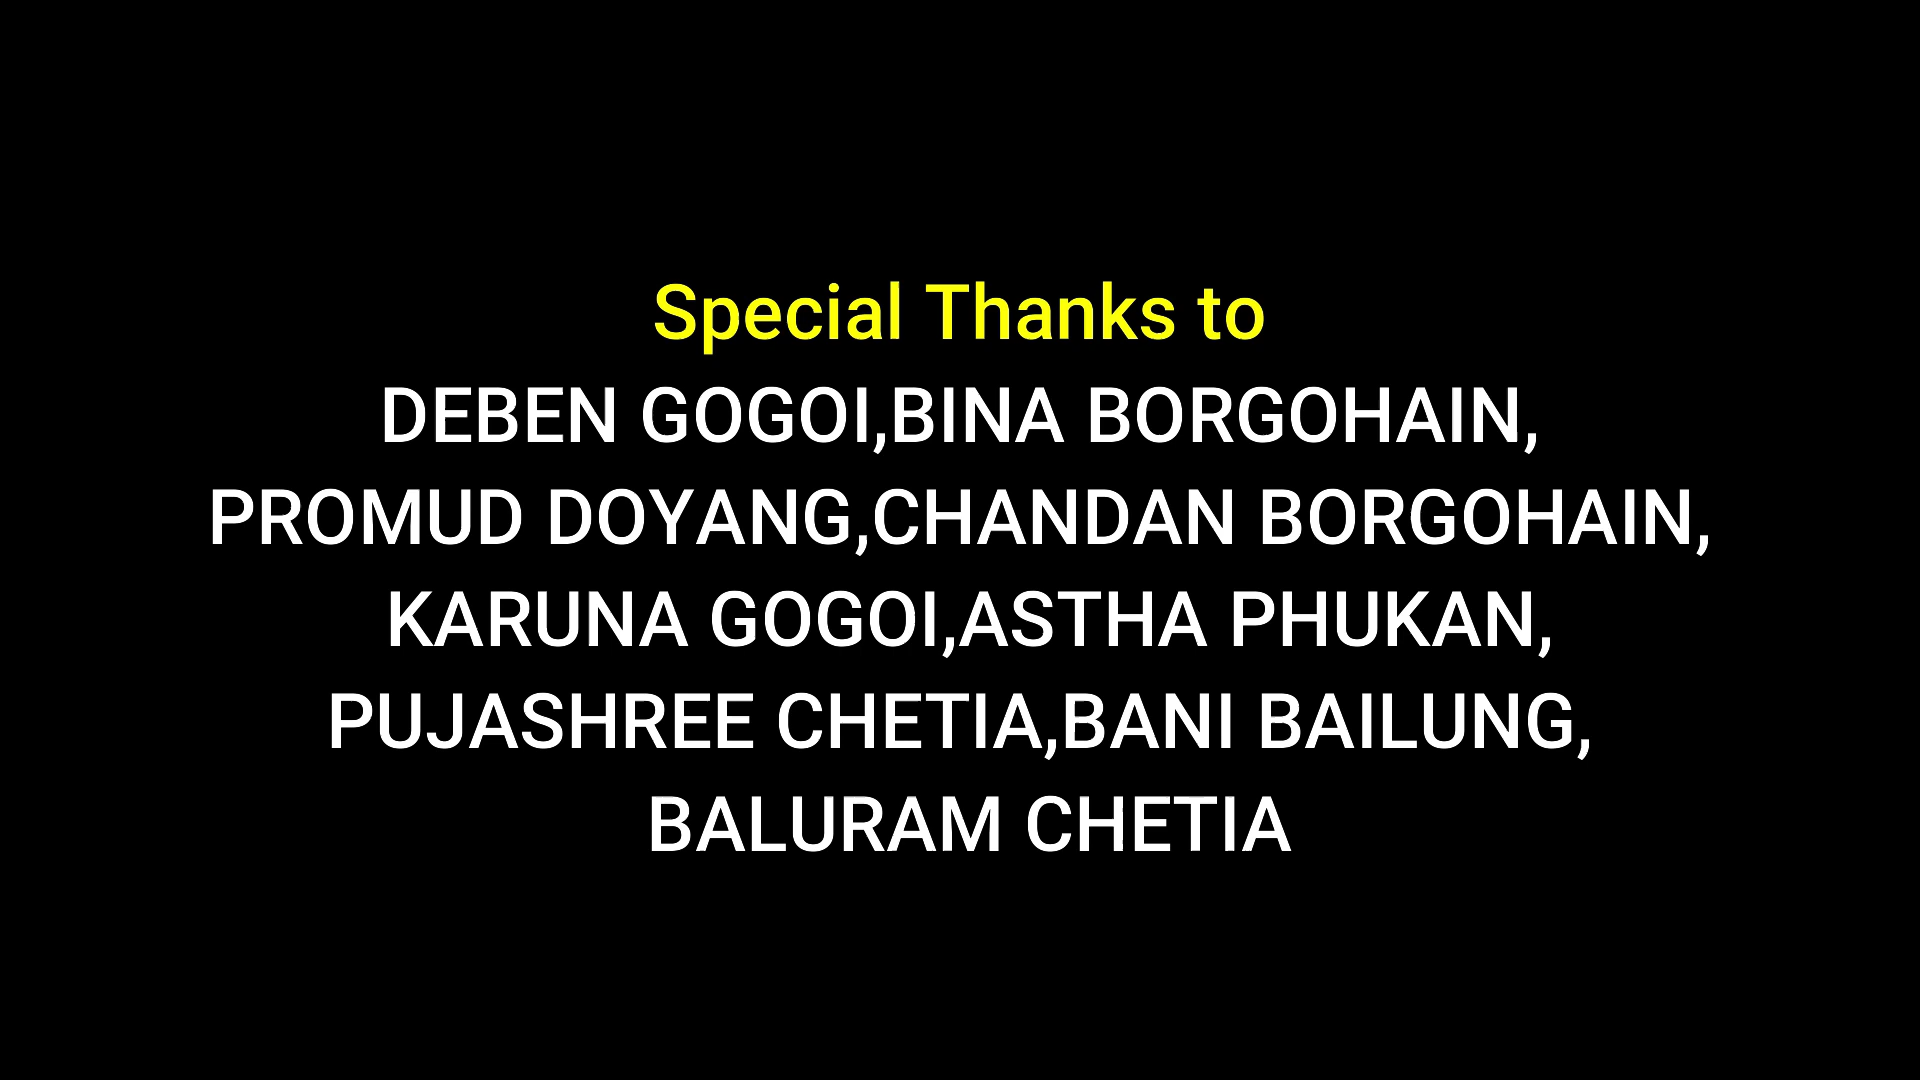 Special Thanks to
DEBEN GOGOI,BINA BORGOHAIN,
PROMUD DOYANG,CHANDAN BORGOHAIN,
KARUNA GOGOI,ASTHA PHUKAN,
PUJASHREE CHETIA,BANI BAILUNG,
BALURAM CHETIA